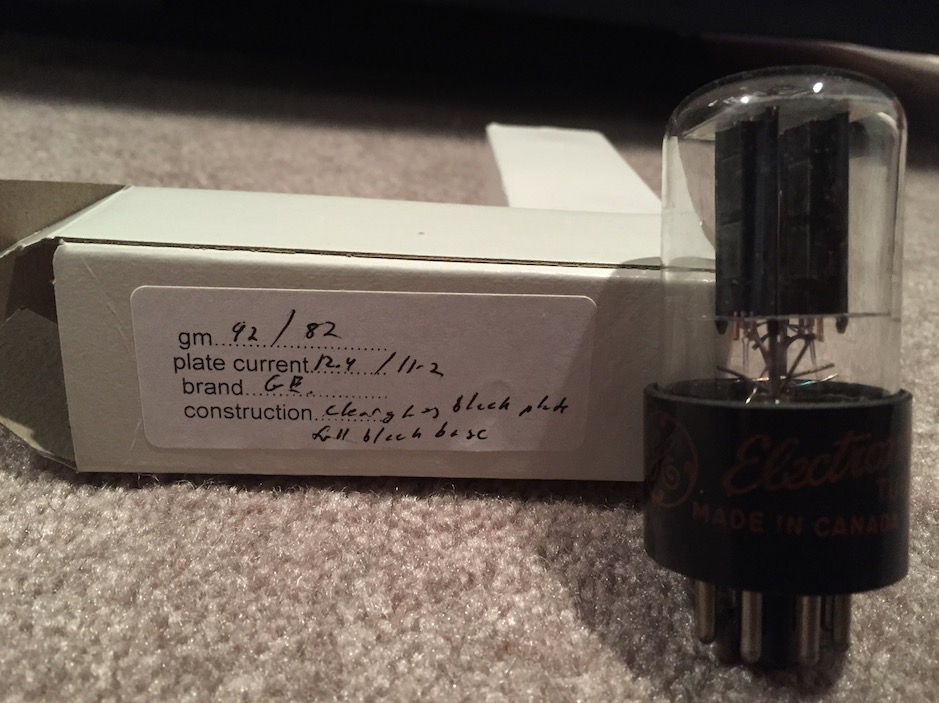 gm...92 / 82
plate current 12.4 / 11.2
brand...GE.
construction clear glass black plate
tall black base
Electron
MADE IN CANADA